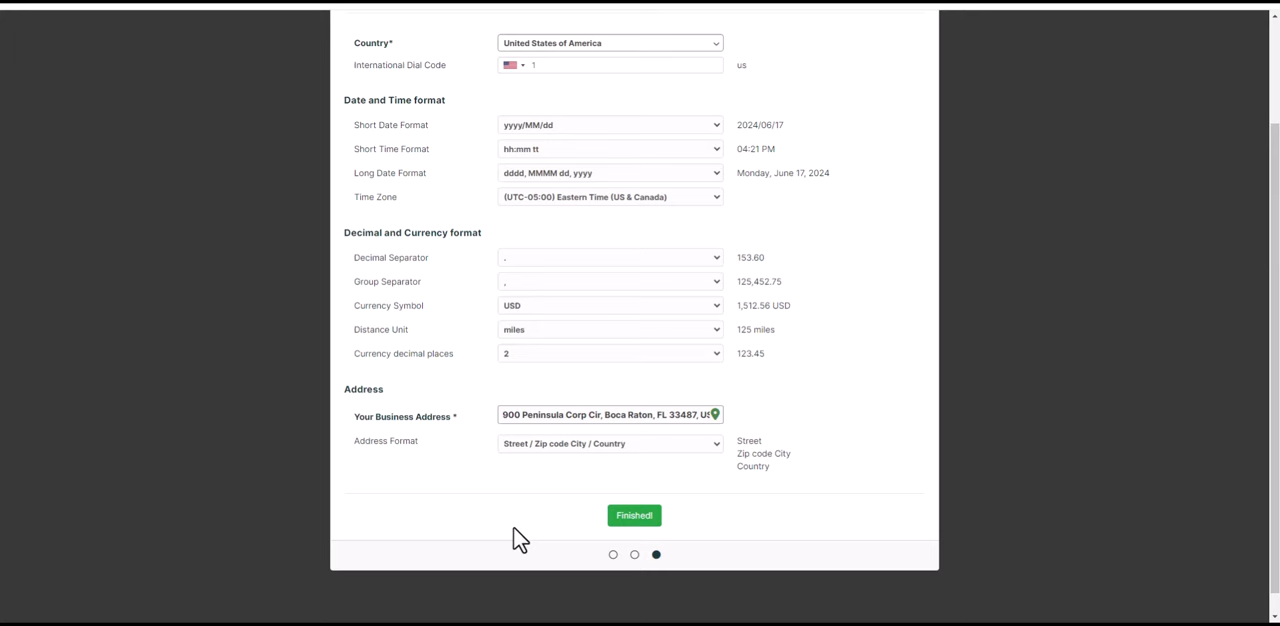 Country* United States of America
International Dial Code 1 us
Date and Time format
Short Date Format yyyy/MM/dd 2024/06/17
Short Time Format hh:mm tt 04:21 PM
Long Date Format dddd, MMMM dd, yyyy Monday, June 17, 2024
Time Zone (UTC-05:00) Eastern Time (US & Canada)
Decimal and Currency format
Decimal Separator . 153.60
Group Separator , 125,452.75
Currency Symbol USD 1,512.56 USD
Distance Unit miles 125 miles
Currency decimal places 2 123.45
Address
Your Business Address * 900 Peninsula Corp Cir, Boca Raton, FL 33487, US
Address Format Street / Zip code City / Country Street
Zip code City
Country
Finished!